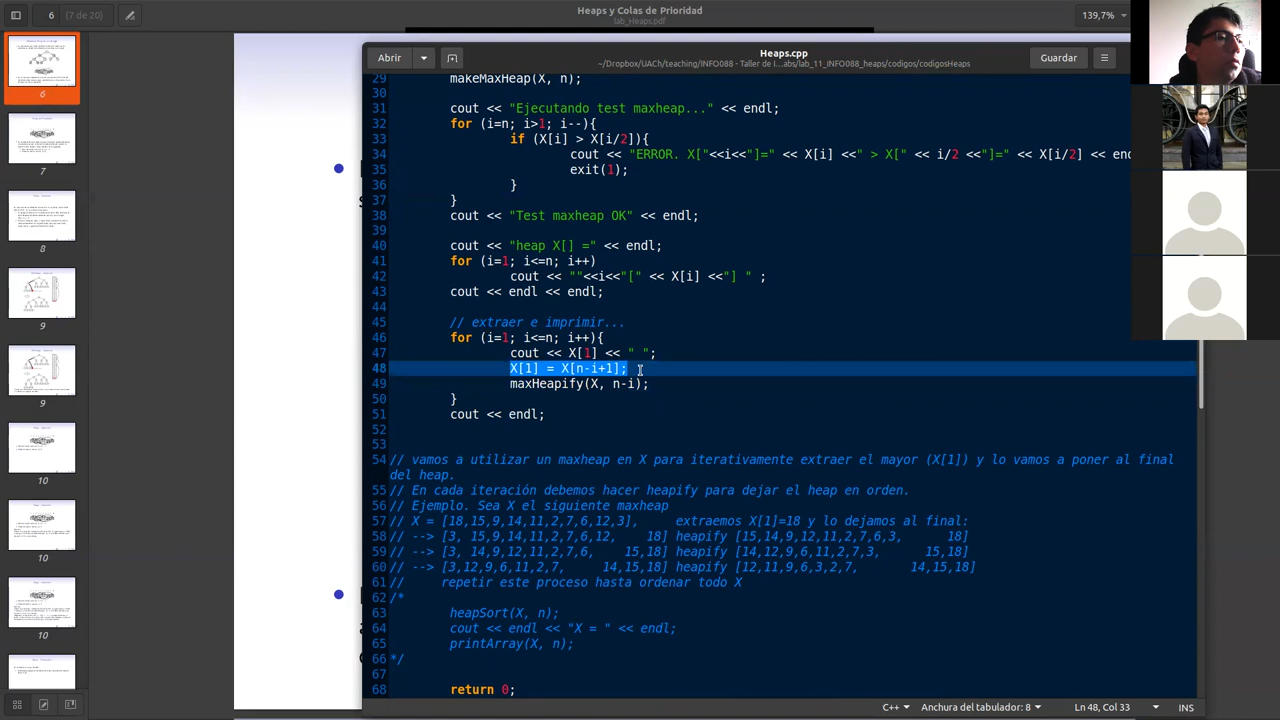 Heaps y Colas de Prioridad
lab_Heaps.pdf
6
(7 de 20)
139,7%
6
7
8
9
9
10
10
10
Abrir
Heaps.cpp
~/Dropbox/UACh/teaching/INFO088 -Taller de l…abs/lab_11_INFO088_heaps/codigos/codigosHeaps
Guardar
29 makeMaxHeap(X, n);
30
31 cout << "Ejecutando test maxheap..." << endl;
32 for (i=n; i>1; i--){
33 if (X[i] > X[i/2]){
34 cout << "ERROR. X["<<i<<"]=" << X[i] <<" > X[" << i/2 <<"]=" << X[i/2] << end
35 exit(1);
36 }
37 }
38 cout << "Test maxheap OK" << endl;
39
40 cout << "heap X[] =" << endl;
41 for (i=1; i<=n; i++)
42 cout << ""<<i<<"[" << X[i] <<"] " ;
43 cout << endl << endl;
44
45 // extraer e imprimir...
46 for (i=1; i<=n; i++){
47 cout << X[1] << " ";
48 X[1] = X[n-i+1];
49 maxHeapify(X, n-i);
50 }
51 cout << endl;
52
53
54 // vamos a utilizar un maxheap en X para iterativamente extraer el mayor (X[1]) y lo vamos a poner al final
del heap.
55 // En cada iteración debemos hacer heapify para dejar el heap en orden.
56 // Ejemplo. Sea X el siguiente maxheap
57 // X = [18,15,9,14,11,2,7,6,12,3], extraemos X[1]=18 y lo dejamos al final:
58 // --> [3, 15,9,14,11,2,7,6,12, 18] heapify [15,14,9,12,11,2,7,6,3, 18]
59 // --> [3, 14,9,12,11,2,7,6, 15,18] heapify [14,12,9,6,11,2,7,3, 15,18]
60 // --> [3,12,9,6,11,2,7, 14,15,18] heapify [12,11,9,6,3,2,7, 14,15,18]
61 // repetir este proceso hasta ordenar todo X
62 /*
63 heapSort(X, n);
64 cout << endl << "X = " << endl;
65 printArray(X, n);
66 */
67
68 return 0;
C++
Anchura del tabulador: 8
Ln 48, Col 33
INS